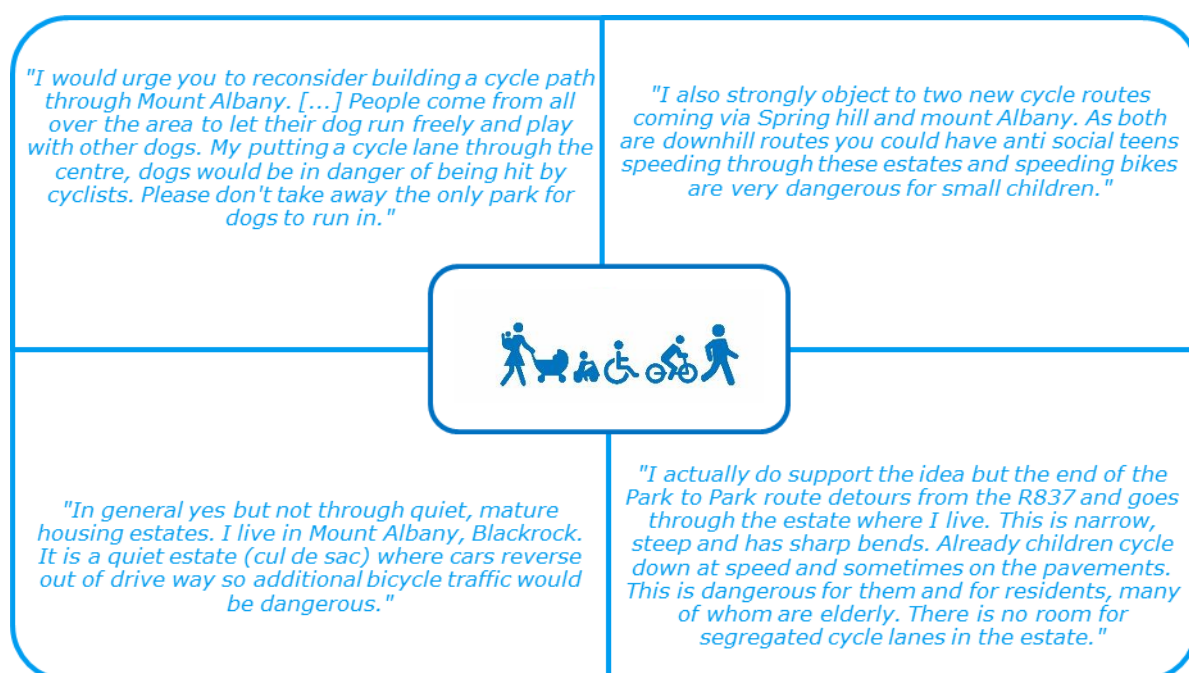 "I would urge you to reconsider building a cycle path
through Mount Albany. [...] People come from all
over the area to let their dog run freely and play
with other dogs. My putting a cycle lane through the
centre, dogs would be in danger of being hit by
cyclists. Please don't take away the only park for
dogs to run in."
"I also strongly object to two new cycle routes
coming via Spring hill and mount Albany. As both
are downhill routes you could have anti social teens
speeding through these estates and speeding bikes
are very dangerous for small children."
"In general yes but not through quiet, mature
housing estates. I live in Mount Albany, Blackrock.
It is a quiet estate (cul de sac) where cars reverse
out of drive way so additional bicycle traffic would
be dangerous."
"I actually do support the idea but the end of the
Park to Park route detours from the R837 and goes
through the estate where I live. This is narrow,
steep and has sharp bends. Already children cycle
down at speed and sometimes on the pavements.
This is dangerous for them and for residents, many
of whom are elderly. There is no room for
segregated cycle lanes in the estate."